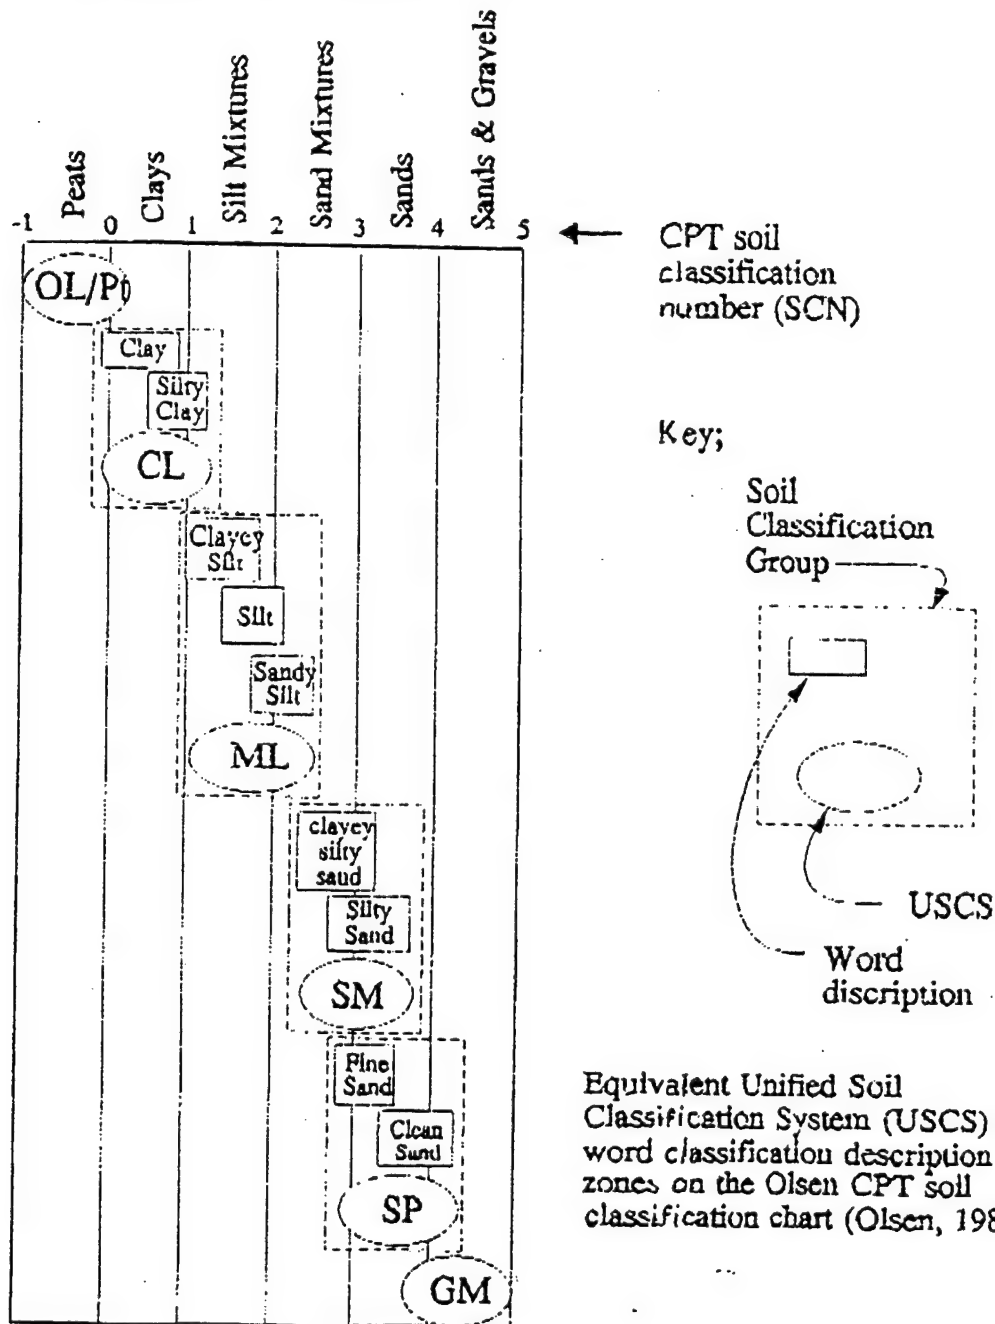 Peats
Clays
Silt Mixtures
Sand Mixtures
Sands
Sands & Gravels
-1 0 1 2 3 4 5
CPT soil
classification
number (SCN)
OL/Pt
Clay
Silty
Clay
CL
Clayey
Silt
Silt
Sandy
Silt
ML
clayey
silty
sand
Silty
Sand
SM
Fine
Sand
Clean
Sand
SP
GM
Key;
Soil
Classification
Group
USCS
Word
discription
Equivalent Unified Soil
Classification System (USCS)
word classification description
zones on the Olsen CPT soil
classification chart (Olsen, 198